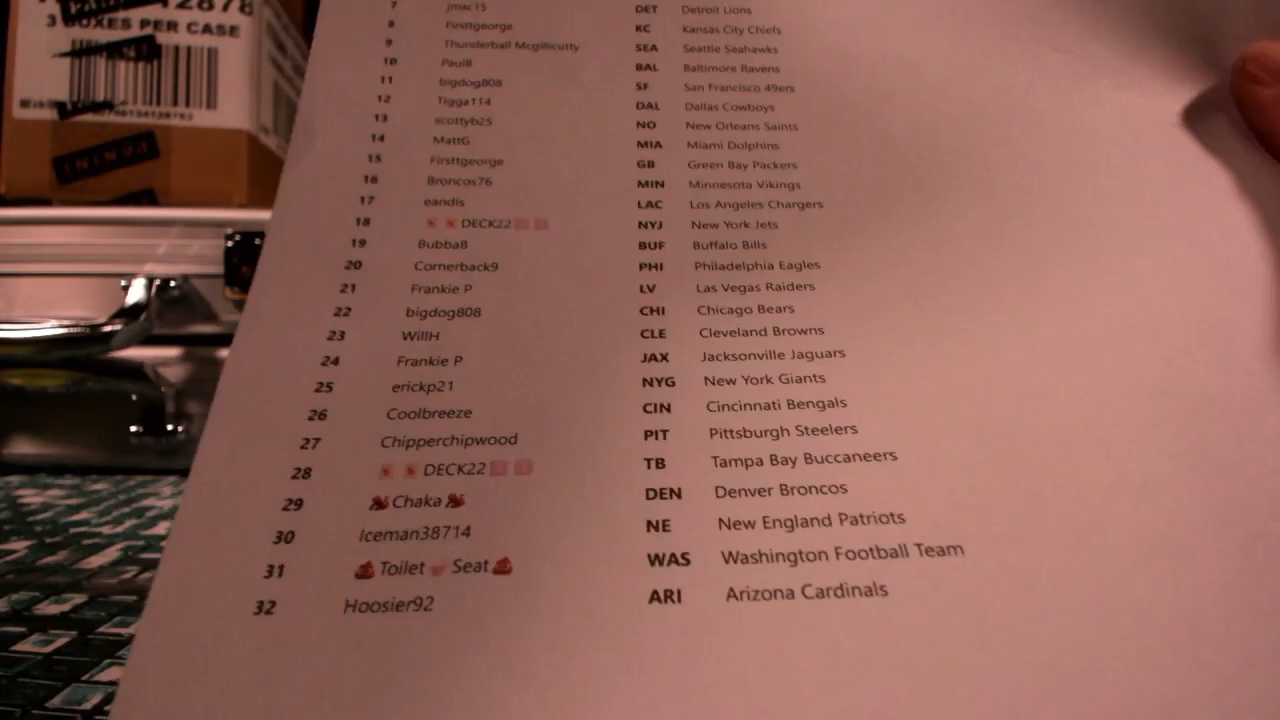 12878
3 BOXES PER CASE
7 jmac15 DET Detroit Lions
8 Firsttgeorge KC Kansas City Chiefs
9 Thunderball Mcgillicutty SEA Seattle Seahawks
10 PaulB BAL Baltimore Ravens
11 bigdog808 SF San Francisco 49ers
12 Tigga114 DAL Dallas Cowboys
13 scottyb25 NO New Orleans Saints
14 MattG MIA Miami Dolphins
15 Firsttgeorge GB Green Bay Packers
16 Broncos76 MIN Minnesota Vikings
17 eandis LAC Los Angeles Chargers
18 DECK22 NYJ New York Jets
19 BubbaB BUF Buffalo Bills
20 Cornerback9 PHI Philadelphia Eagles
21 Frankie P LV Las Vegas Raiders
22 bigdog808 CHI Chicago Bears
23 WillH CLE Cleveland Browns
24 Frankie P JAX Jacksonville Jaguars
25 erickp21 NYG New York Giants
26 Coolbreeze CIN Cincinnati Bengals
27 Chipperchipwood PIT Pittsburgh Steelers
28 DECK22 TB Tampa Bay Buccaneers
29 Chaka DEN Denver Broncos
30 Iceman38714 NE New England Patriots
31 Toilet Seat WAS Washington Football Team
32 Hoosier92 ARI Arizona Cardinals